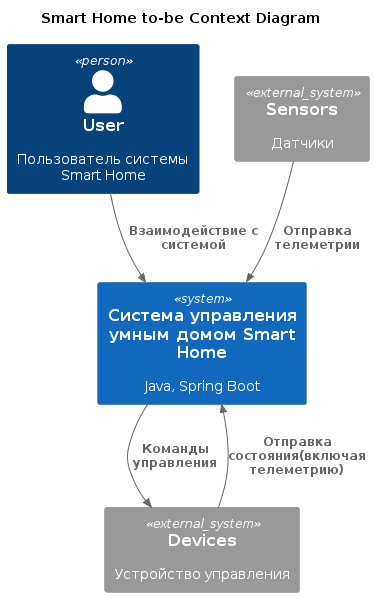 Smart Home to-be Context Diagram
«person»
User
Пользователь системы
Smart Home
«external_system»
Sensors
Датчики
Взаимодействие с
системой
Отправка
телеметрии
«system»
Система управления
умным домом Smart
Home
Java, Spring Boot
Команды
управления
Отправка
состояния(включая
телеметрию)
«external_system»
Devices
Устройство управления